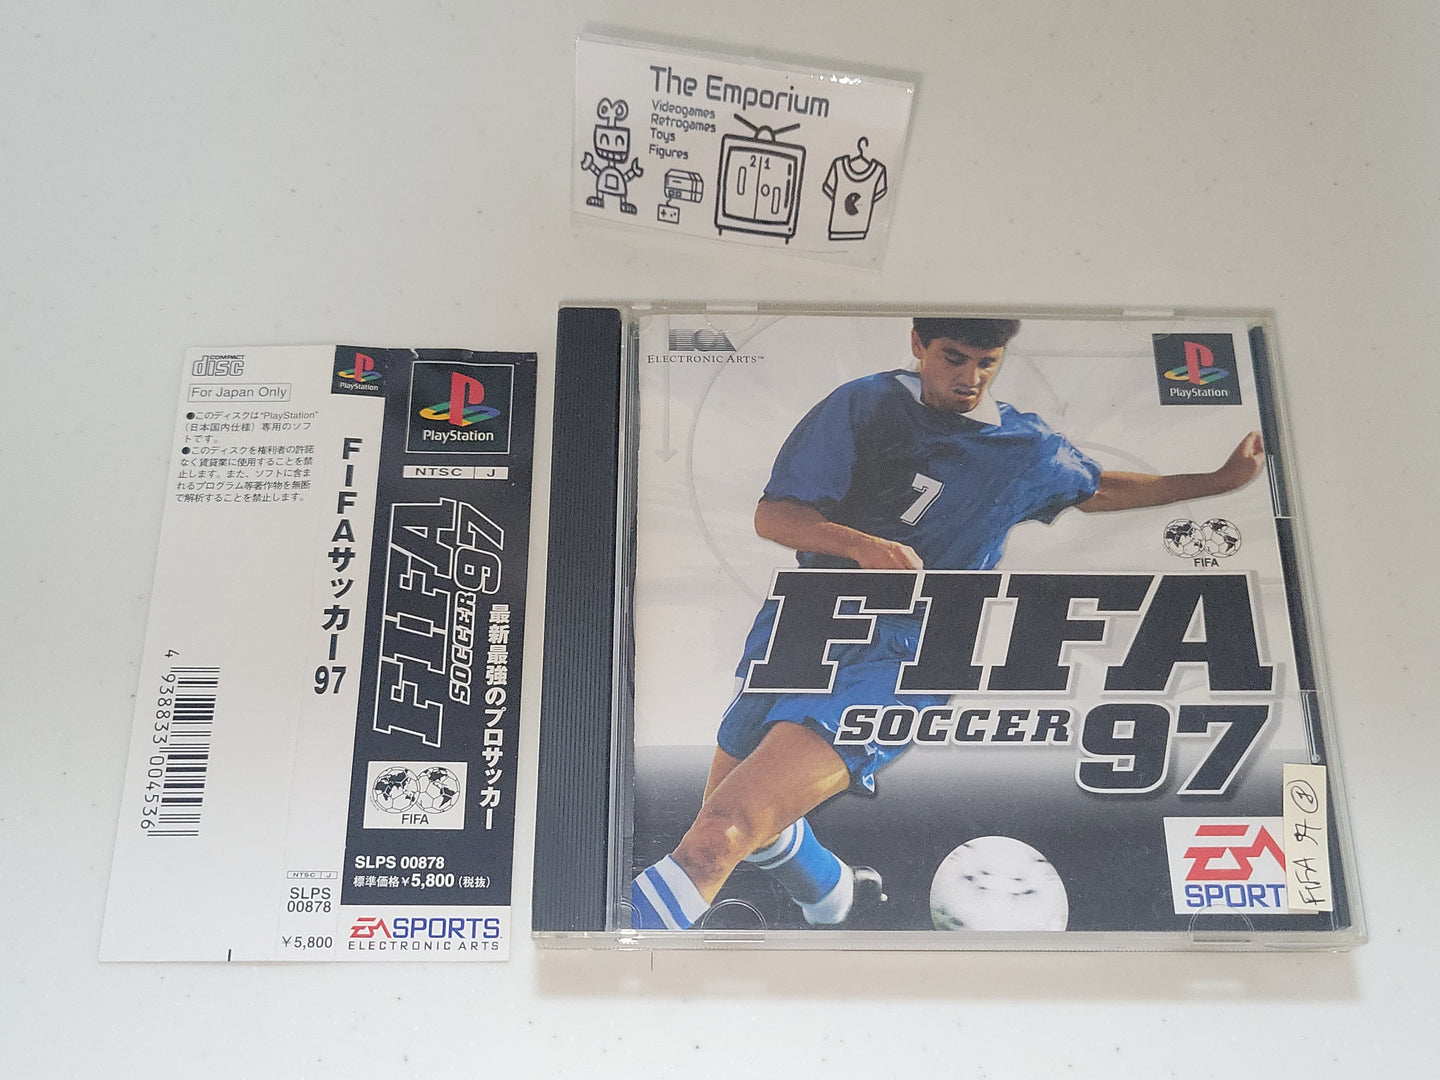 The Emporium
Videogames
Retrogames
Toys
Figures
2 1
COMPACT
disc
For Japan Only
●このディスクは"PlayStation"
(日本国内仕様)専用のソフ
トです。
●このディスクを権利者の許諾
なく賃貸業に使用することを禁
止します。また、ソフトに含ま
れるプログラム等著作物を無断
で解析することを禁止します。
4 938833 004536
PlayStation
FIFAサッカー97
NTSC J
SLPS
00878
￥5,800
PlayStation
NTSC J
FIFA
SOCCER 97
最新最強のプロサッカー
FIFA
SLPS 00878
標準価格￥5,800(税抜)
EA SPORTS
ELECTRONIC ARTS
ELECTRONIC ARTS™
PlayStation
7
FIFA
FIFA
SOCCER 97
EA
SPORT
FIFA 97